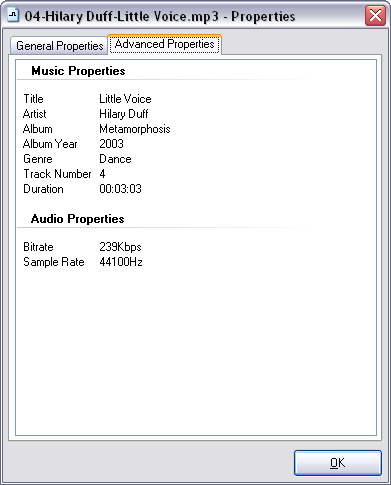 04-Hilary Duff-Little Voice.mp3 - Properties
General Properties Advanced Properties
Music Properties
Title Little Voice
Artist Hilary Duff
Album Metamorphosis
Album Year 2003
Genre Dance
Track Number 4
Duration 00:03:03
Audio Properties
Bitrate 239Kbps
Sample Rate 44100Hz
OK